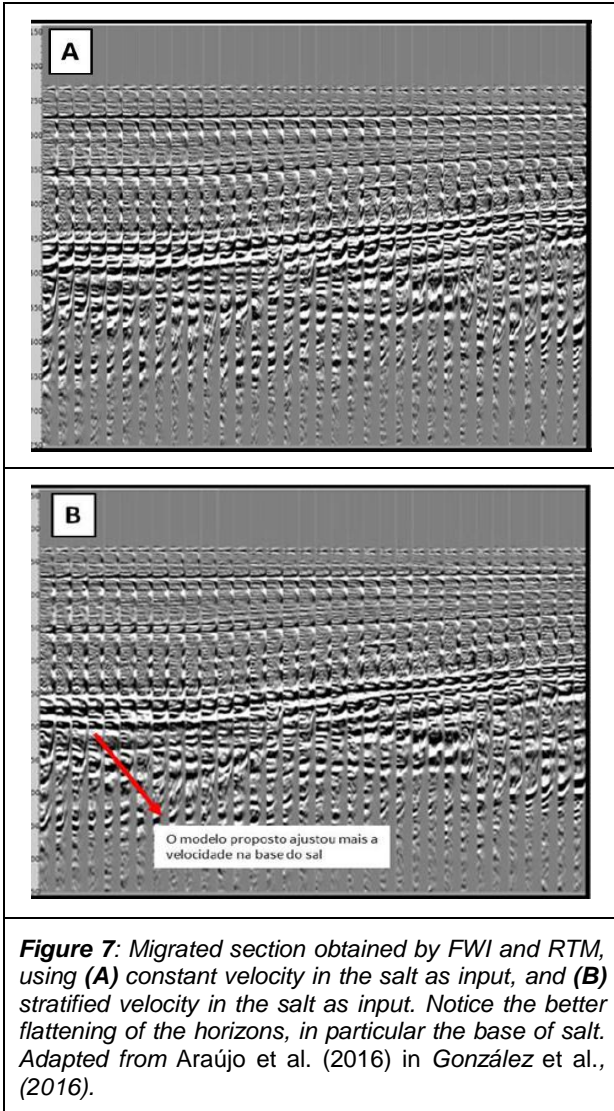 A
B
O modelo proposto ajustou mais a
velocidade na base do sal
Figure 7: Migrated section obtained by FWI and RTM,
using (A) constant velocity in the salt as input, and (B)
stratified velocity in the salt as input. Notice the better
flattening of the horizons, in particular the base of salt.
Adapted from Araújo et al. (2016) in González et al.,
(2016).